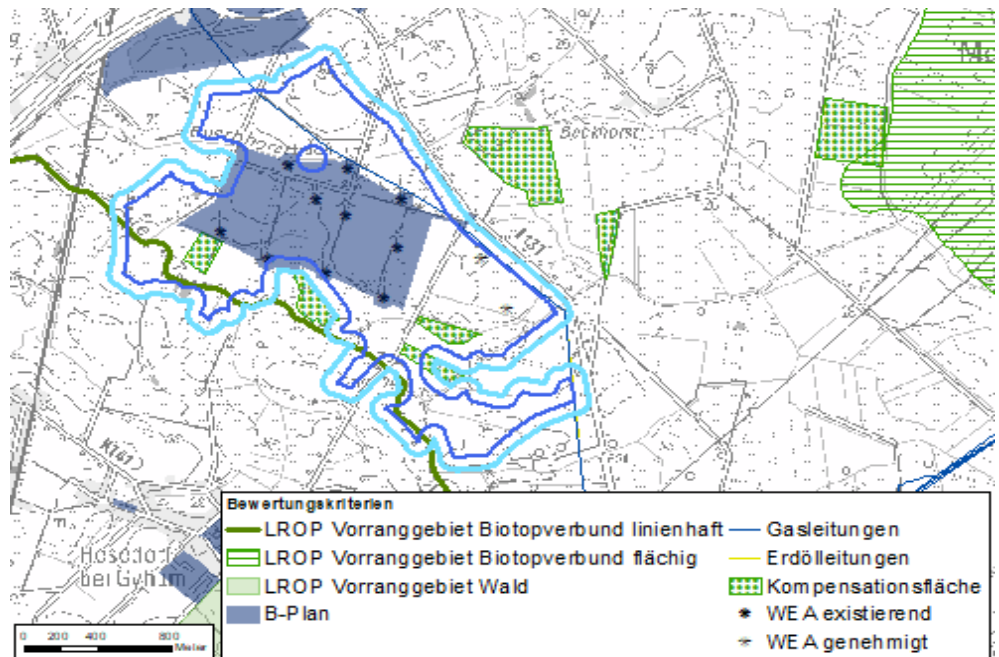 Beckhorst
K141
Hesedorf
bei Gyhum
Bewertungskriterien
LROP Vorranggebiet Biotopverbund linienhaft
LROP Vorranggebiet Biotopverbund flächig
LROP Vorranggebiet Wald
B-Plan
Gasleitungen
Erdölleitungen
Kompensationsfläche
WEA existierend
WEA genehmigt
0 200 400 800
Meter